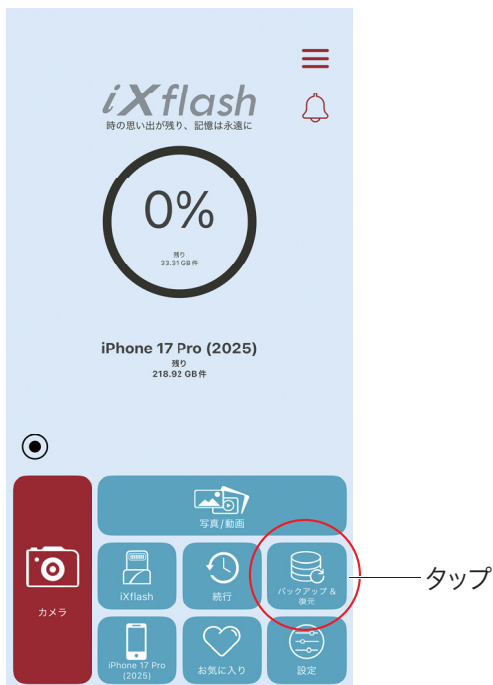 iXflash
時の思い出が残り、記憶は永遠に
0%
残り
33.31 GB 件
iPhone 17 Pro (2025)
残り
218.92 GB 件
写真/動画
カメラ
iXflash
続行
バックアップ &
復元
タップ
iPhone 17 Pro
(2025)
お気に入り
設定